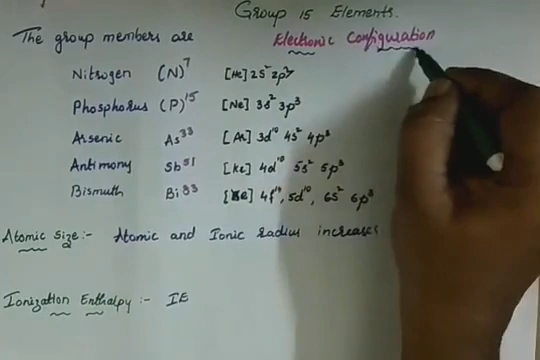 Group 15 Elements.
The group members are Electronic Configuration
Nitrogen (N)⁷ [He] 2s² 2p³
Phosphorus (P)¹⁵ [Ne] 3s² 3p³
Arsenic As³³ [Ar] 3d¹⁰ 4s² 4p³
Antimony Sb⁵¹ [Kr] 4d¹⁰ 5s² 5p³
Bismuth Bi⁸³ [Xe] 4f¹⁴, 5d¹⁰, 6s² 6p³
Atomic Size :- Atomic and Ionic radius increases
Ionization Enthalpy :- IE